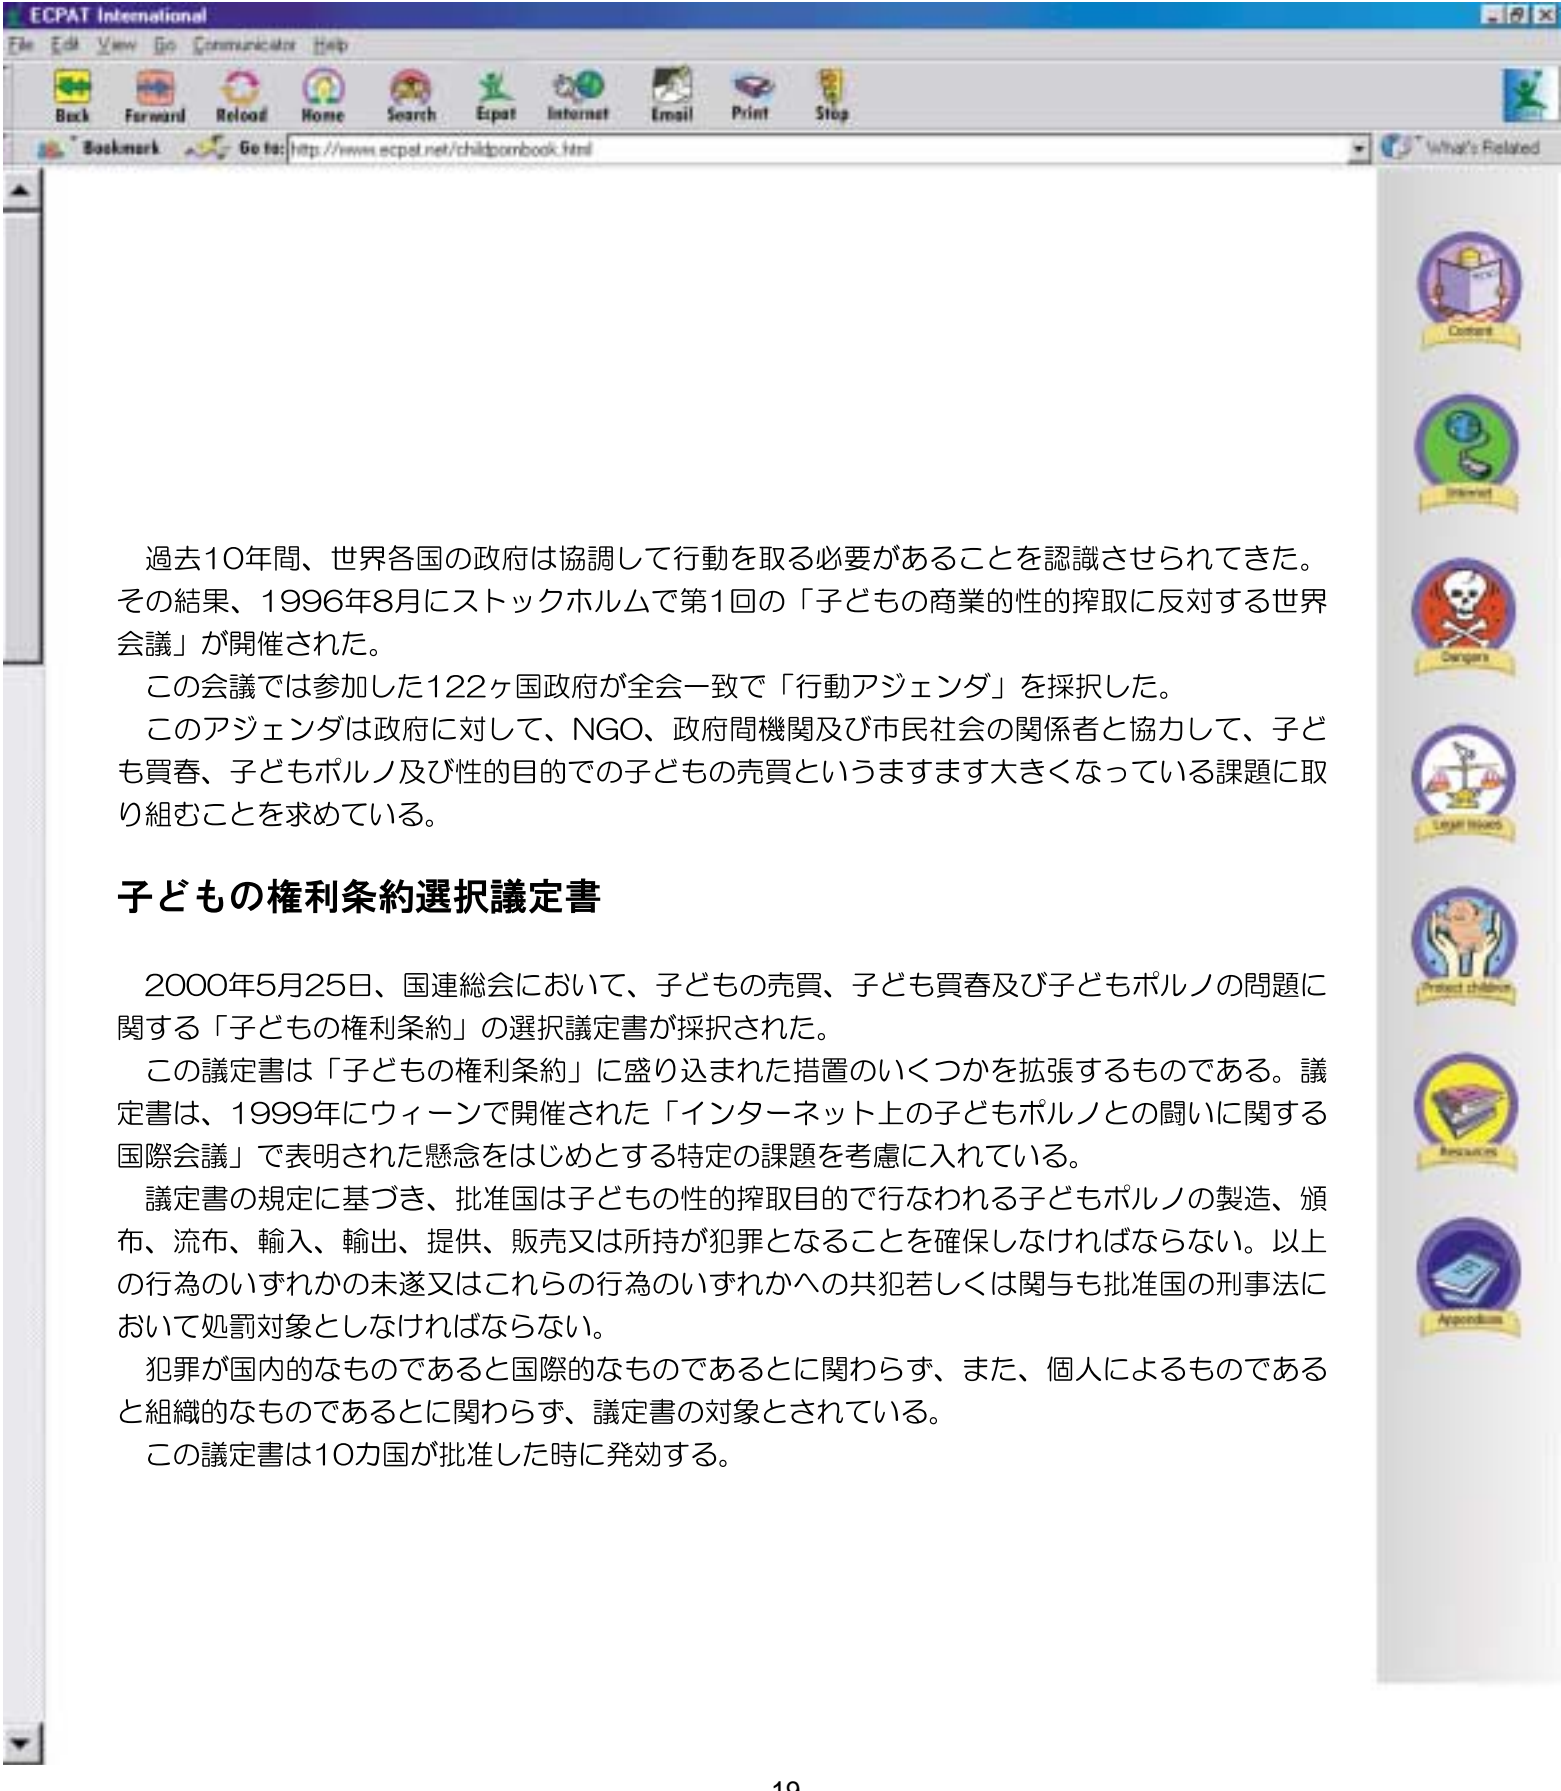 ECPAT International
File Edit View Go Communicator Help
Back Forward Reload Home Search Ecpat Internet Email Print Stop
Bookmark Go to: http://www.ecpat.net/childpornbook.html What's Related
Content
Internet
Dangers
Legal Issues
Protect children
Resources
Appendices
過去10年間、世界各国の政府は協調して行動を取る必要があることを認識させられてきた。
その結果、1996年8月にストックホルムで第1回の「子どもの商業的性的搾取に反対する世界
会議」が開催された。
この会議では参加した122ヶ国政府が全会一致で「行動アジェンダ」を採択した。
このアジェンダは政府に対して、NGO、政府間機関及び市民社会の関係者と協力して、子ど
も買春、子どもポルノ及び性的目的での子どもの売買というますます大きくなっている課題に取
り組むことを求めている。
子どもの権利条約選択議定書
2000年5月25日、国連総会において、子どもの売買、子ども買春及び子どもポルノの問題に
関する「子どもの権利条約」の選択議定書が採択された。
この議定書は「子どもの権利条約」に盛り込まれた措置のいくつかを拡張するものである。議
定書は、1999年にウィーンで開催された「インターネット上の子どもポルノとの闘いに関する
国際会議」で表明された懸念をはじめとする特定の課題を考慮に入れている。
議定書の規定に基づき、批准国は子どもの性的搾取目的で行なわれる子どもポルノの製造、頒
布、流布、輸入、輸出、提供、販売又は所持が犯罪となることを確保しなければならない。以上
の行為のいずれかの未遂又はこれらの行為のいずれかへの共犯若しくは関与も批准国の刑事法に
おいて処罰対象としなければならない。
犯罪が国内的なものであると国際的なものであるとに関わらず、また、個人によるものである
と組織的なものであるとに関わらず、議定書の対象とされている。
この議定書は10カ国が批准した時に発効する。
19